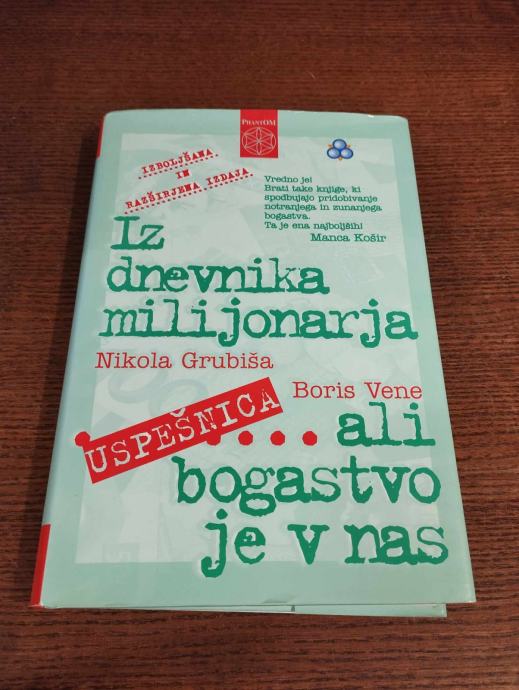 PHANTOM
IZBOLJŠANA
IN
RAZŠIRJENA IZDAJA
Vredno je!
Brati take knjige, ki
spodbujajo pridobivanje
notranjega in zunanjega
bogastva.
Ta je ena najboljših!
Manca Košir
Iz
dnevnika
milijonarja
Nikola Grubiša
Boris Vene
USPEŠNICA
.... ali
bogastvo
je v nas